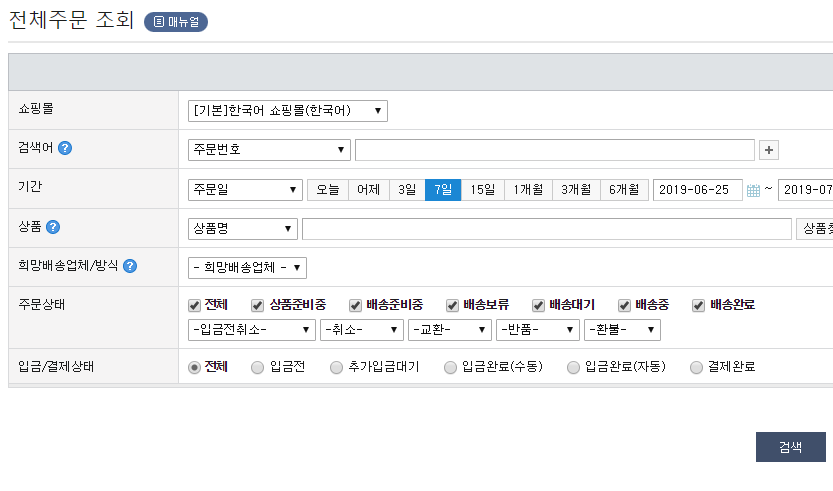 전체주문 조회 매뉴얼
쇼핑몰 [기본]한국어 쇼핑몰(한국어)
검색어 ? 주문번호 +
기간 주문일 오늘 어제 3일 7일 15일 1개월 3개월 6개월 2019-06-25 ~ 2019-07
상품 ? 상품명 상품찾
희망배송업체/방식 ? - 희망배송업체 -
주문상태 전체 상품준비중 배송준비중 배송보류 배송대기 배송중 배송완료
-입금전취소- -취소- -교환- -반품- -환불-
입금/결제상태 전체 입금전 추가입금대기 입금완료(수동) 입금완료(자동) 결제완료
검색